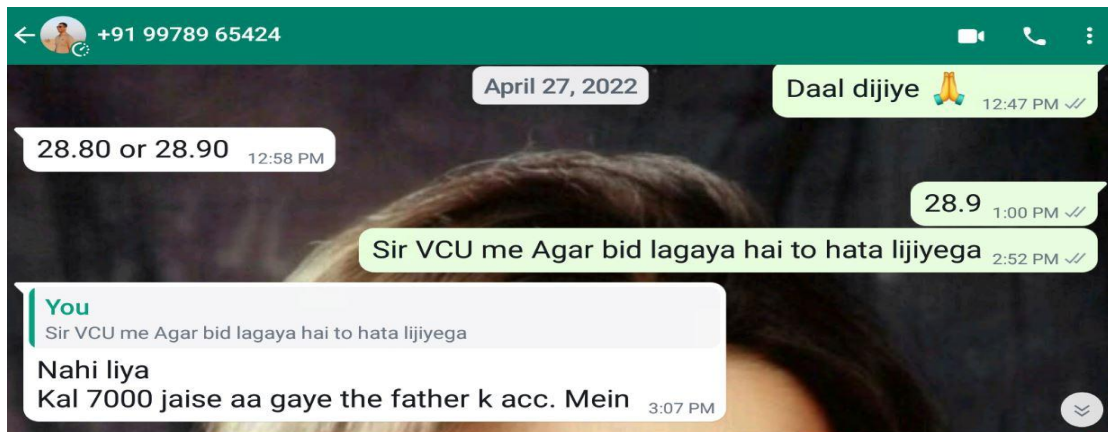 +91 99789 65424
April 27, 2022
Daal dijiye 🙏 12:47 PM
28.80 or 28.90 12:58 PM
28.9 1:00 PM
Sir VCU me Agar bid lagaya hai to hata lijiyega 2:52 PM
You
Sir VCU me Agar bid lagaya hai to hata lijiyega
Nahi liya
Kal 7000 jaise aa gaye the father k acc. Mein 3:07 PM